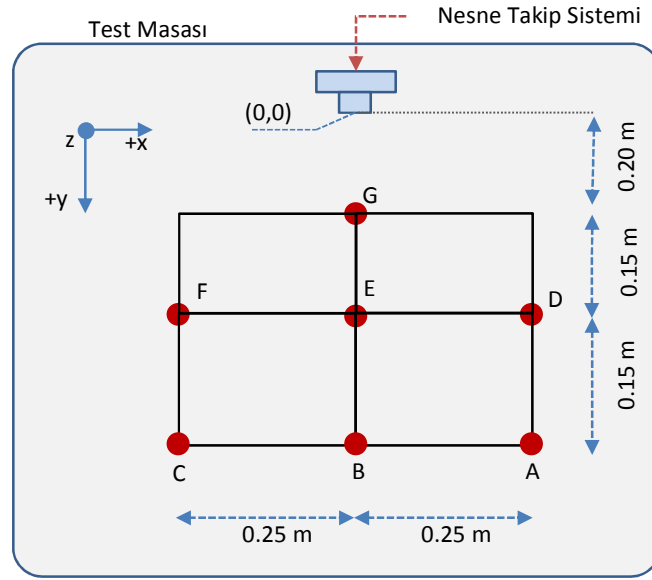 Nesne Takip Sistemi
Test Masası
(0,0)
z
+x
+y
0.20 m
G
0.15 m
F
E
D
0.15 m
C
B
A
0.25 m
0.25 m